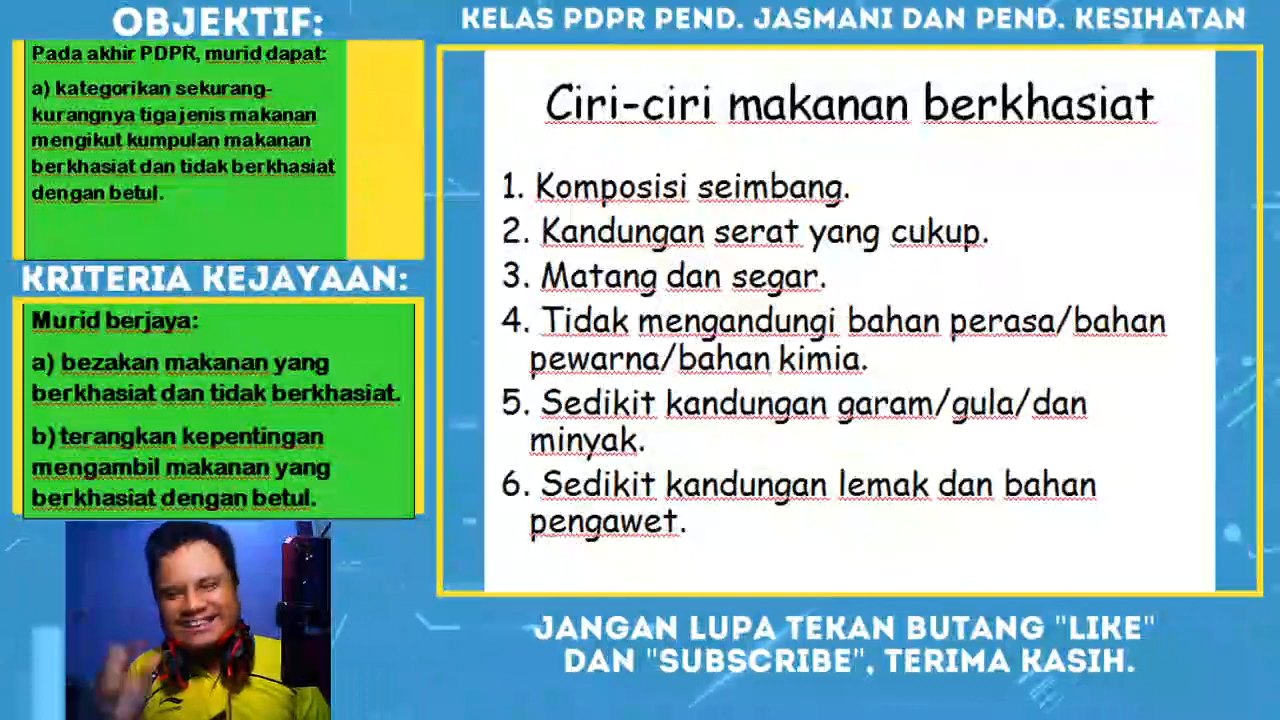 OBJEKTIF:
Pada akhir PDPR, murid dapat:
a) kategorikan sekurang-
kurangnya tiga jenis makanan
mengikut kumpulan makanan
berkhasiat dan tidak berkhasiat
dengan betul.
KRITERIA KEJAYAAN:
Murid berjaya:
a) bezakan makanan yang
berkhasiat dan tidak berkhasiat.
b) terangkan kepentingan
mengambil makanan yang
berkhasiat dengan betul.
KELAS PDPR PEND. JASMANI DAN PEND. KESIHATAN
Ciri-ciri makanan berkhasiat
1. Komposisi seimbang.
2. Kandungan serat yang cukup.
3. Matang dan segar.
4. Tidak mengandungi bahan perasa/bahan
pewarna/bahan kimia.
5. Sedikit kandungan garam/gula/dan
minyak.
6. Sedikit kandungan lemak dan bahan
pengawet.
JANGAN LUPA TEKAN BUTANG "LIKE"
DAN "SUBSCRIBE", TERIMA KASIH.